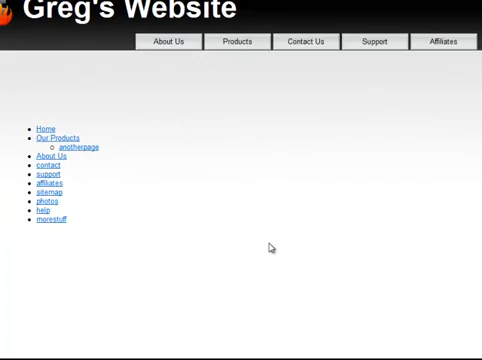 Greg's Website
About Us Products Contact Us Support Affiliates
Home
Our Products
anotherpage
About Us
contact
support
affiliates
sitemap
photos
help
morestuff